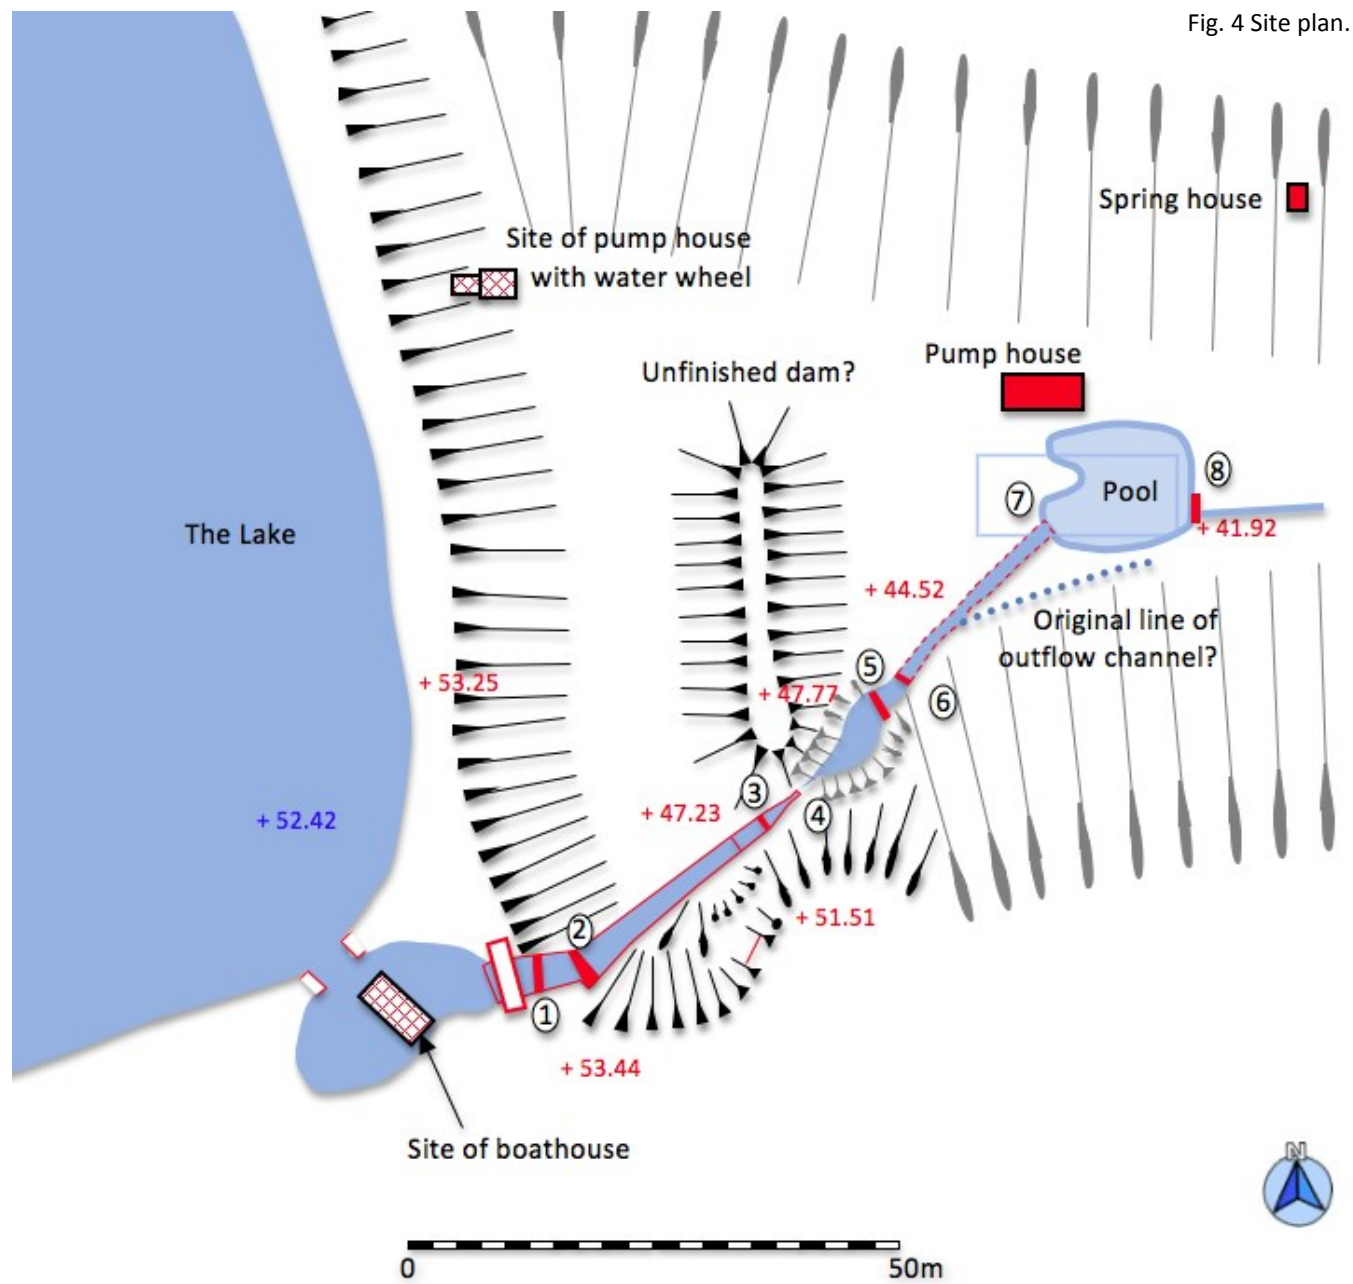 Fig. 4 Site plan.
Spring house
Site of pump house
with water wheel
Pump house
Unfinished dam?
8
7
Pool
+ 41.92
The Lake
+ 44.52
Original line of
outflow channel?
5
+ 53.25
+ 47.77
6
3
+ 47.23
4
+ 52.42
+ 51.51
2
1
+ 53.44
Site of boathouse
N
0
50m